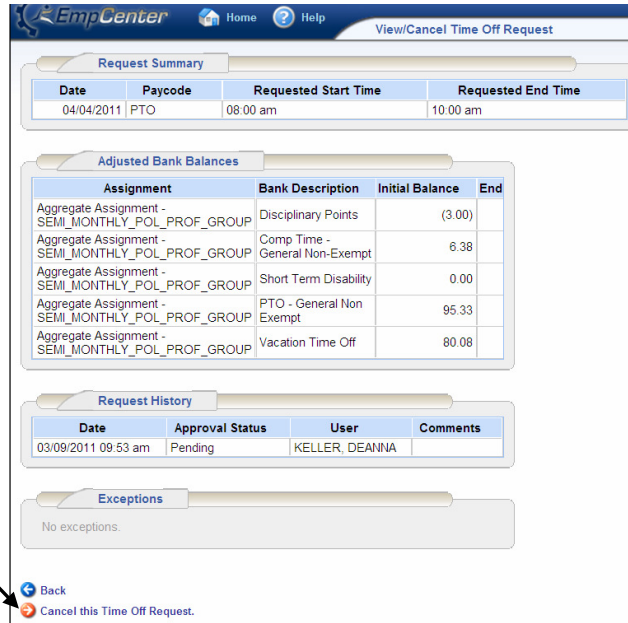 EmpCenter Home Help View/Cancel Time Off Request
Request Summary
Date Paycode Requested Start Time Requested End Time
04/04/2011 PTO 08:00 am 10:00 am
Adjusted Bank Balances
Assignment Bank Description Initial Balance End
Aggregate Assignment - SEMI_MONTHLY_POL_PROF_GROUP Disciplinary Points (3.00)
Aggregate Assignment - SEMI_MONTHLY_POL_PROF_GROUP Comp Time - General Non-Exempt 6.38
Aggregate Assignment - SEMI_MONTHLY_POL_PROF_GROUP Short Term Disability 0.00
Aggregate Assignment - SEMI_MONTHLY_POL_PROF_GROUP PTO - General Non Exempt 95.33
Aggregate Assignment - SEMI_MONTHLY_POL_PROF_GROUP Vacation Time Off 80.08
Request History
Date Approval Status User Comments
03/09/2011 09:53 am Pending KELLER, DEANNA
Exceptions
No exceptions.
Back
Cancel this Time Off Request.